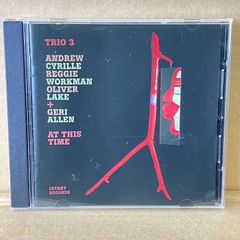 TRIO 3
ANDREW
CYRILLE
REGGIE
WORKMAN
OLIVER
LAKE
+
GERI
ALLEN
AT THIS
TIME
INTAKT
RECORDS